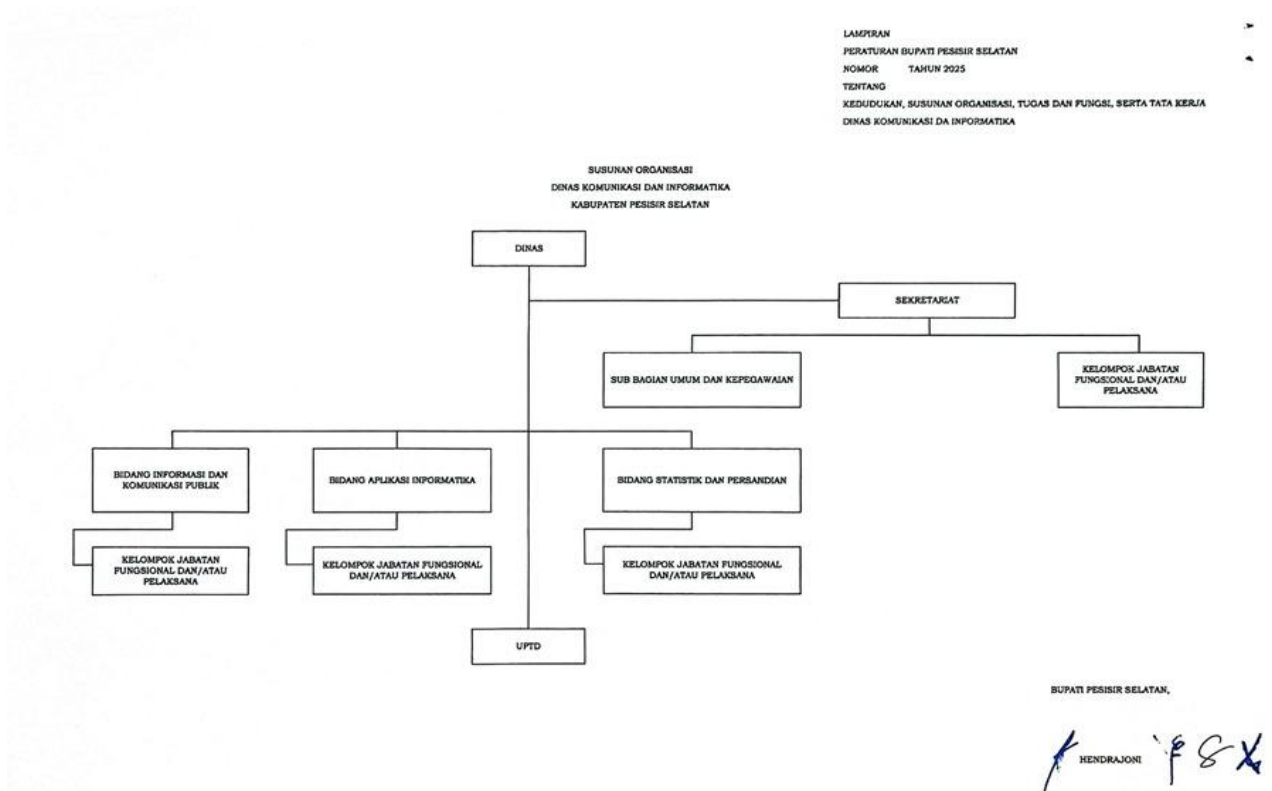 LAMPIRAN
PERATURAN BUPATI PESISIR SELATAN
NOMOR TAHUN 2025
TENTANG
KEDUDUKAN, SUSUNAN ORGANISASI, TUGAS DAN FUNGSI, SERTA TATA KERJA
DINAS KOMUNIKASI DA INFORMATIKA
SUSUNAN ORGANISASI
DINAS KOMUNIKASI DAN INFORMATIKA
KABUPATEN PESISIR SELATAN
DINAS
SEKRETARIAT
SUB BAGIAN UMUM DAN KEPEGAWAIAN
KELOMPOK JABATAN
FUNGSIONAL DAN/ATAU
PELAKSANA
BIDANG INFORMASI DAN
KOMUNIKASI PUBLIK
BIDANG APLIKASI INFORMATIKA
BIDANG STATISTIK DAN PERSANDIAN
KELOMPOK JABATAN
FUNGSIONAL DAN/ATAU
PELAKSANA
KELOMPOK JABATAN FUNGSIONAL
DAN/ATAU PELAKSANA
KELOMPOK JABATAN FUNGSIONAL
DAN/ATAU PELAKSANA
UPTD
BUPATI PESISIR SELATAN,
HENDRAJONI